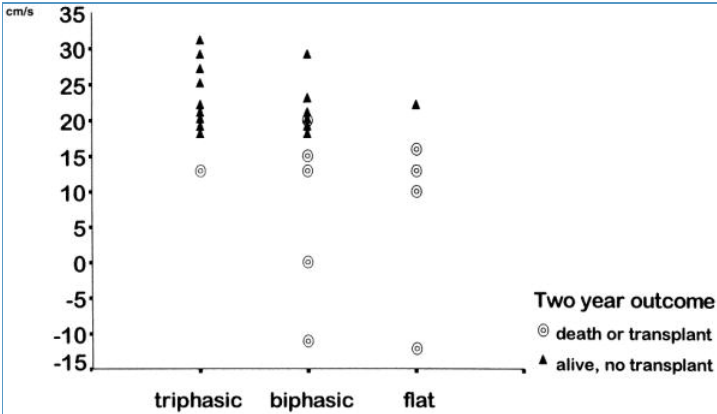 cm/s
35
30
25
20
15
10
5
0
-5
-10
-15
triphasic biphasic flat
Two year outcome
death or transplant
alive, no transplant